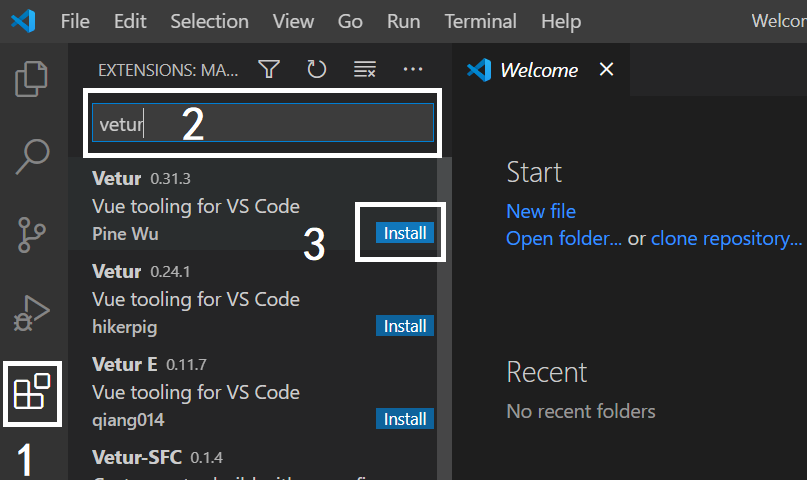 File Edit Selection View Go Run Terminal Help Welcor
EXTENSIONS: MA...
Welcome
vetur
2
Vetur 0.31.3
Vue tooling for VS Code
Pine Wu
Install
3
Vetur 0.24.1
Vue tooling for VS Code
hikerpig
Install
Vetur E 0.11.7
Vue tooling for VS Code
qiang014
Install
Vetur-SFC 0.1.4
1
Start
New file
Open folder... or clone repository...
Recent
No recent folders